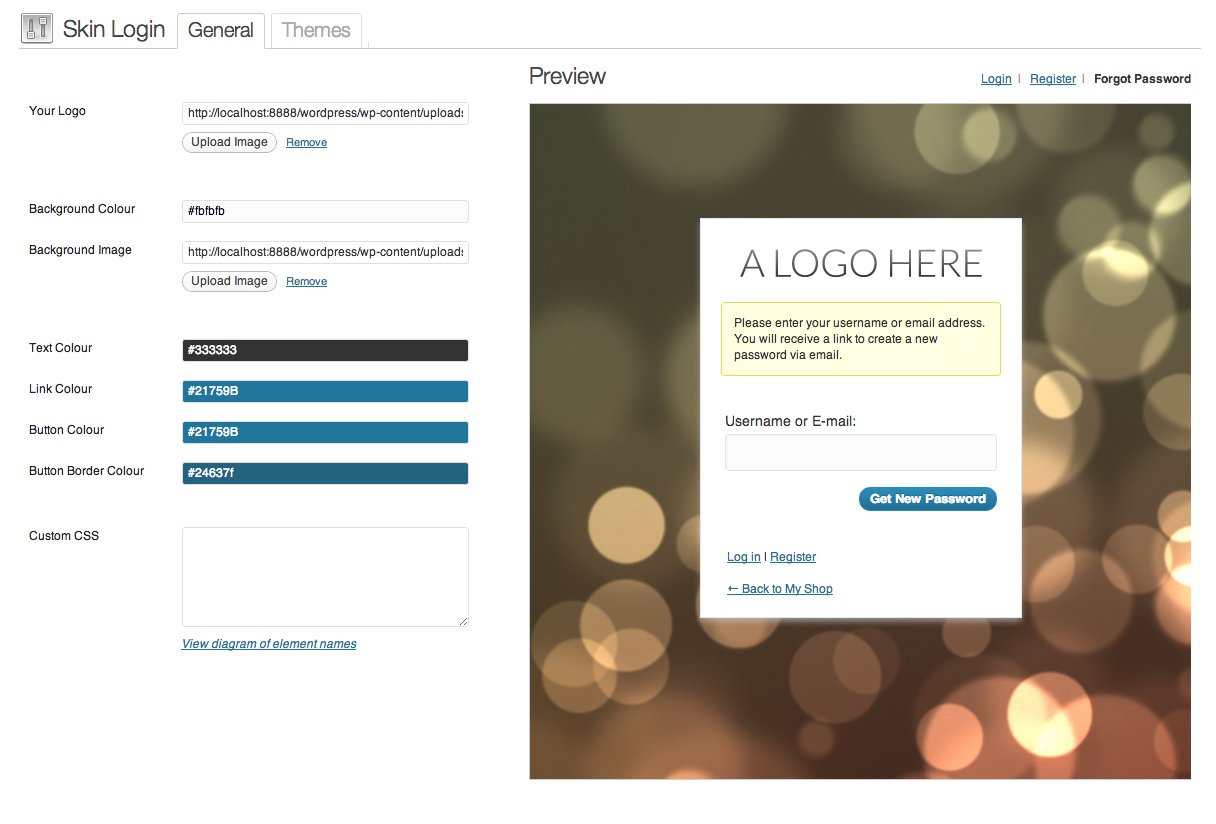 Skin Login
General
Themes
Your Logo
http://localhost:8888/wordpress/wp-content/uploads
Upload Image
Remove
Background Colour
#fbfbfb
Background Image
http://localhost:8888/wordpress/wp-content/uploads
Upload Image
Remove
Text Colour
#333333
Link Colour
#21759B
Button Colour
#21759B
Button Border Colour
#24637f
Custom CSS
View diagram of element names
Preview
Login | Register | Forgot Password
A LOGO HERE
Please enter your username or email address.
You will receive a link to create a new
password via email.
Username or E-mail:
Get New Password
Log in | Register
← Back to My Shop